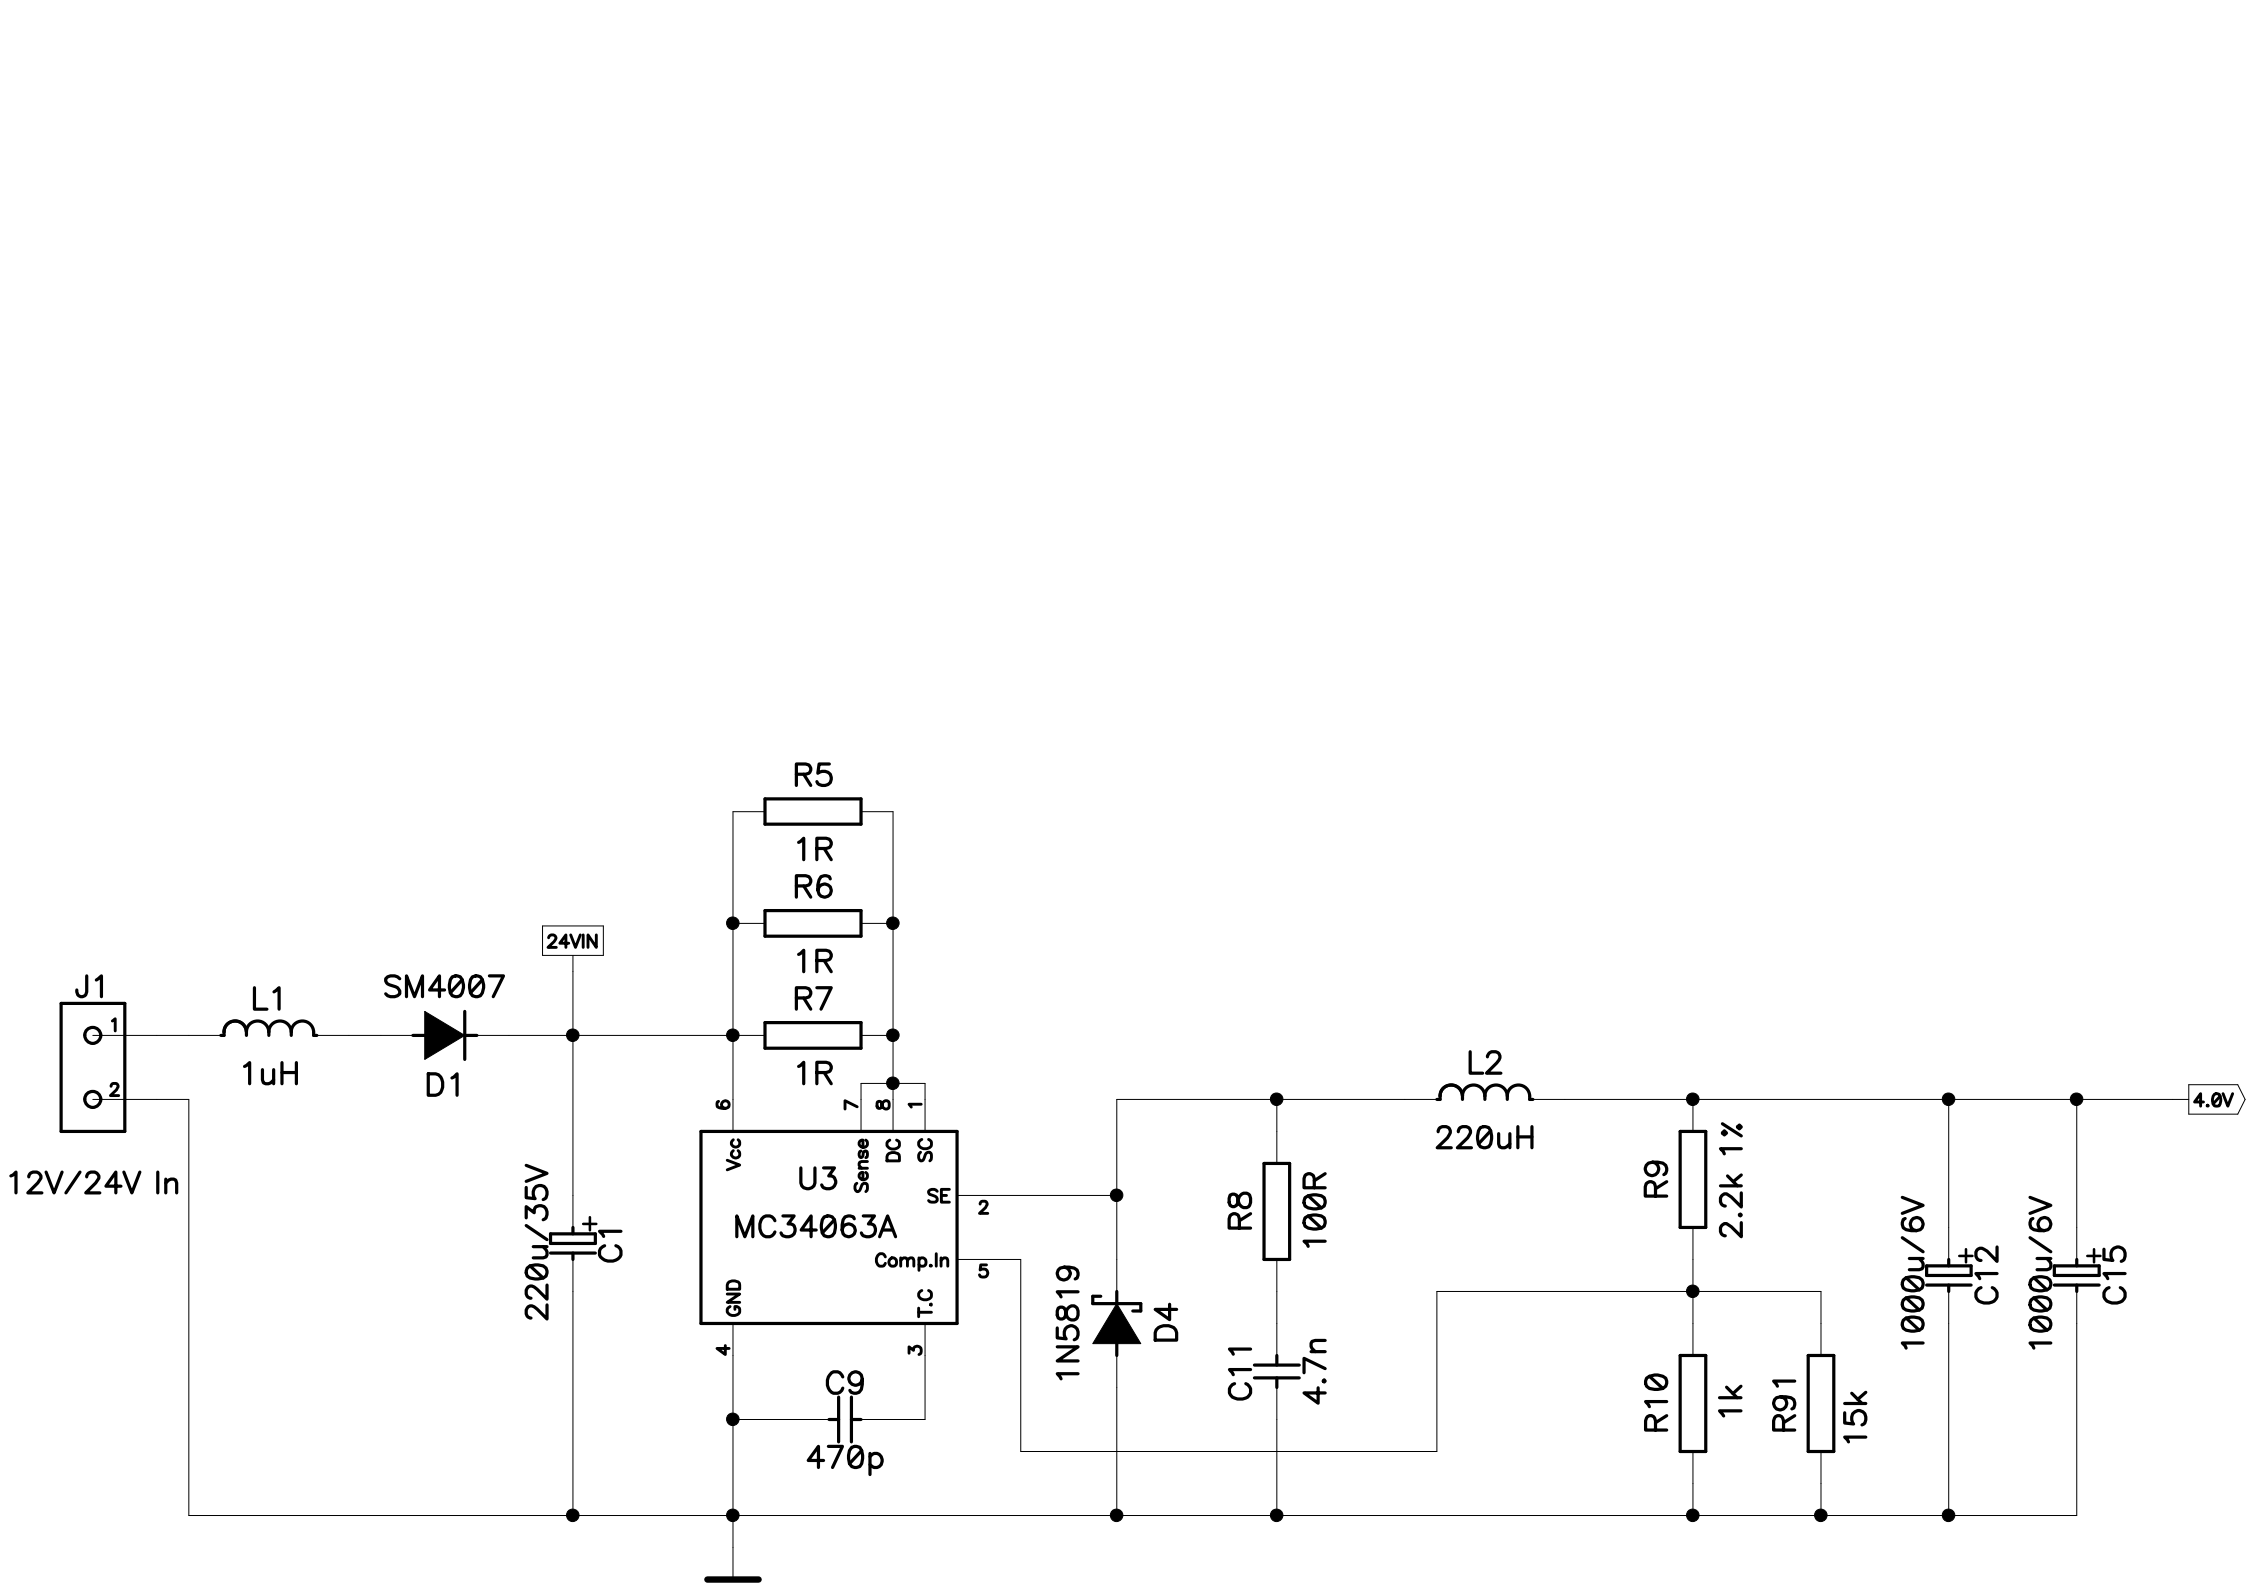 R5
1R
R6
1R
R7
1R
24VIN
J1
1
2
12V/24V In
L1
1uH
SM4007
D1
220u/35V
+
C1
6
7
8
1
Vcc
Sense
DC
SC
U3
MC34063A
SE
2
Comp.In
5
GND
T.C
4
3
C9
470p
1N5819
D4
R8
100R
C11
4.7n
L2
220uH
R9
2.2k 1%
R10
1k
R91
15k
1000u/6V
+
C12
1000u/6V
+
C15
4.0V